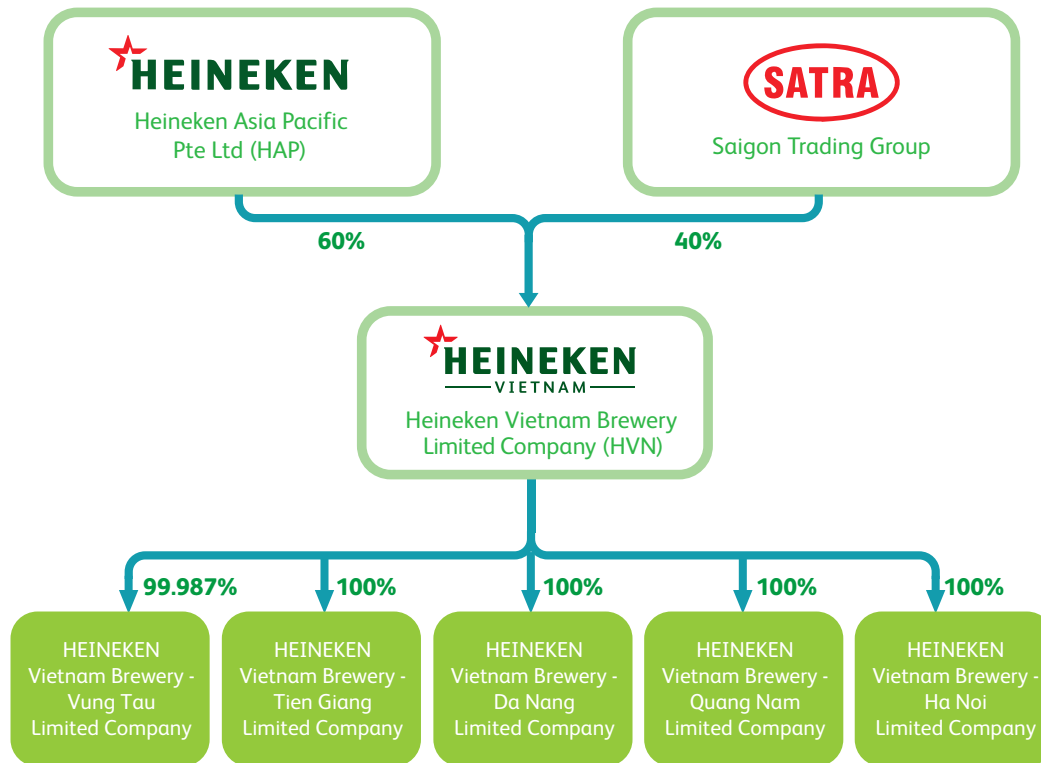 HEINEKEN
Heineken Asia Pacific
Pte Ltd (HAP)
SATRA
Saigon Trading Group
60%
40%
HEINEKEN
VIETNAM
Heineken Vietnam Brewery
Limited Company (HVN)
99.987%
100%
100%
100%
100%
HEINEKEN
Vietnam Brewery -
Vung Tau
Limited Company
HEINEKEN
Vietnam Brewery -
Tien Giang
Limited Company
HEINEKEN
Vietnam Brewery -
Da Nang
Limited Company
HEINEKEN
Vietnam Brewery -
Quang Nam
Limited Company
HEINEKEN
Vietnam Brewery -
Ha Noi
Limited Company